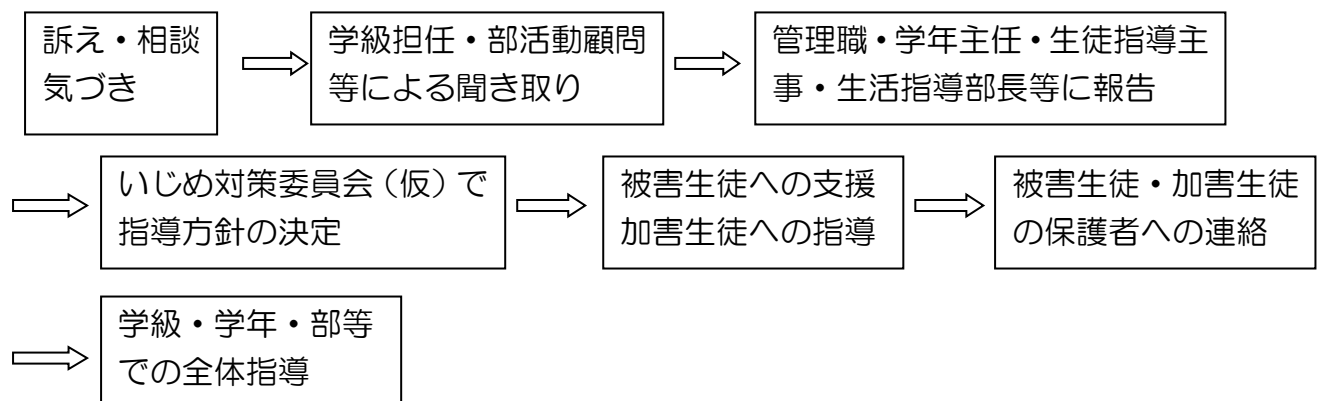 訴え・相談
気づき
学級担任・部活動顧問
等による聞き取り
管理職・学年主任・生徒指導主
事・生活指導部長等に報告
いじめ対策委員会（仮）で
指導方針の決定
被害生徒への支援
加害生徒への指導
被害生徒・加害生徒
の保護者への連絡
学級・学年・部等
での全体指導